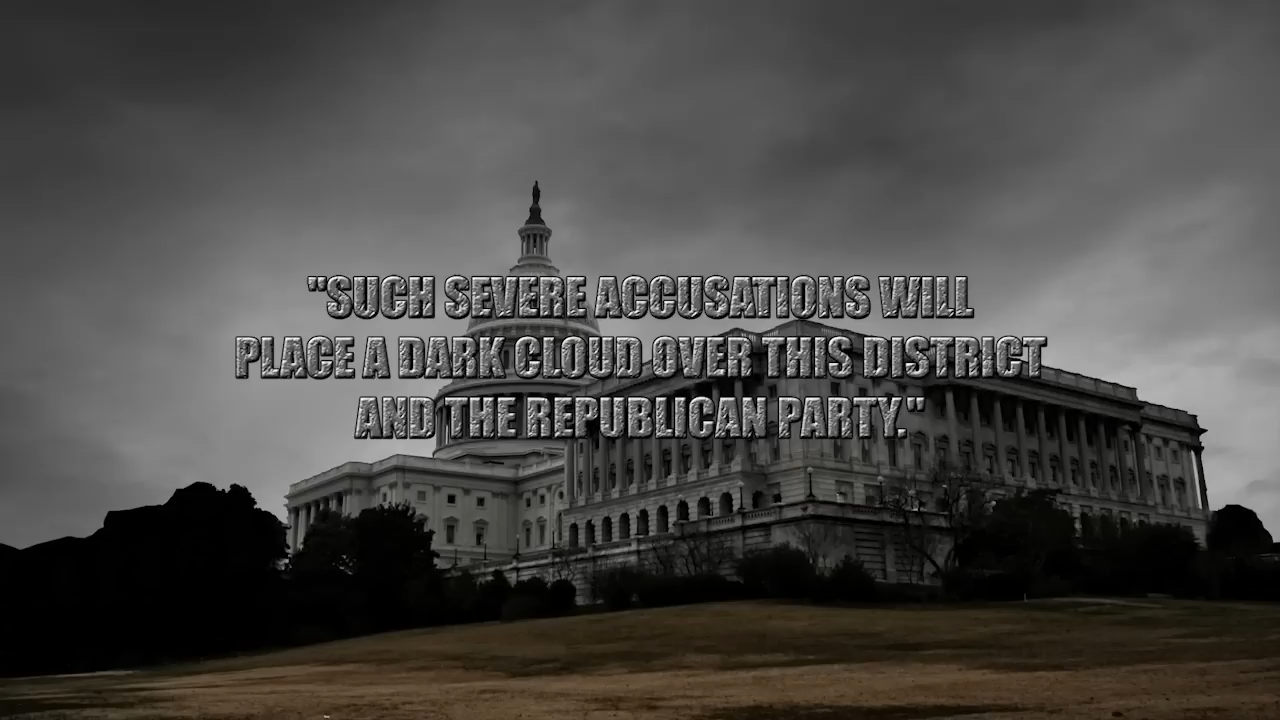 "SUCH SEVERE ACCUSATIONS WILL
PLACE A DARK CLOUD OVER THIS DISTRICT
AND THE REPUBLICAN PARTY."